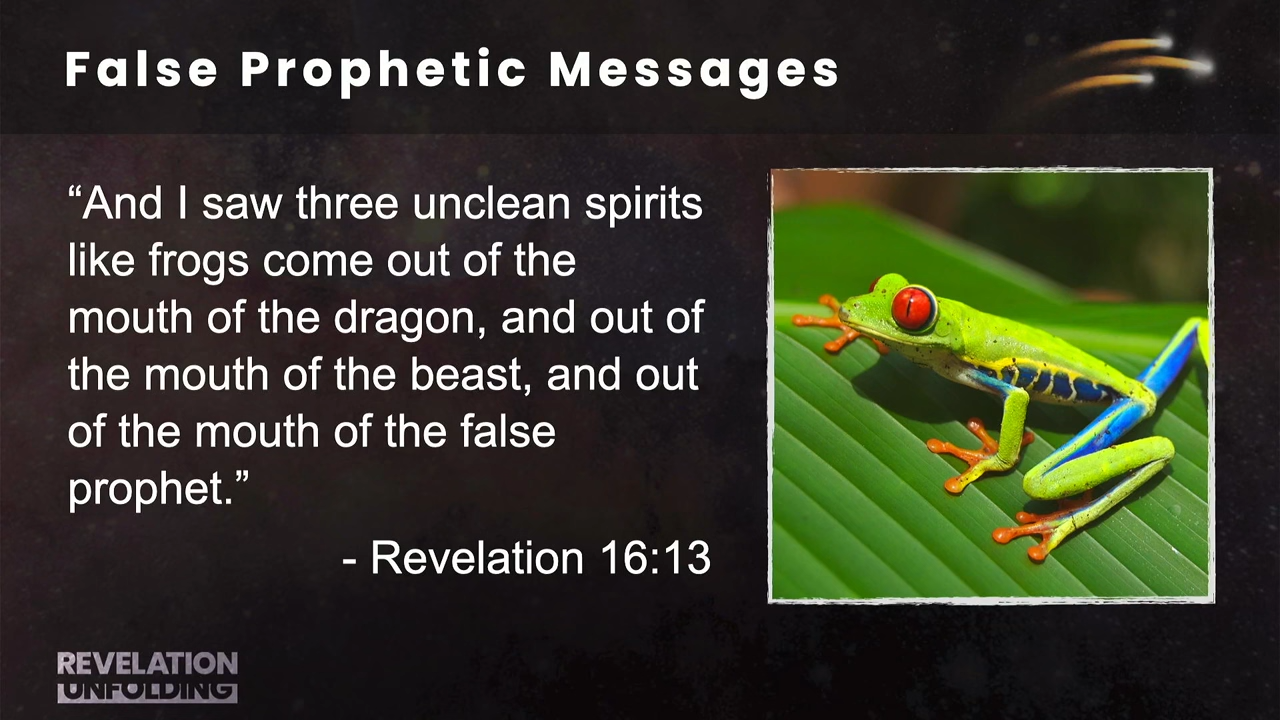 False Prophetic Messages
“And I saw three unclean spirits
like frogs come out of the
mouth of the dragon, and out of
the mouth of the beast, and out
of the mouth of the false
prophet.”
- Revelation 16:13
REVELATION
UNFOLDING